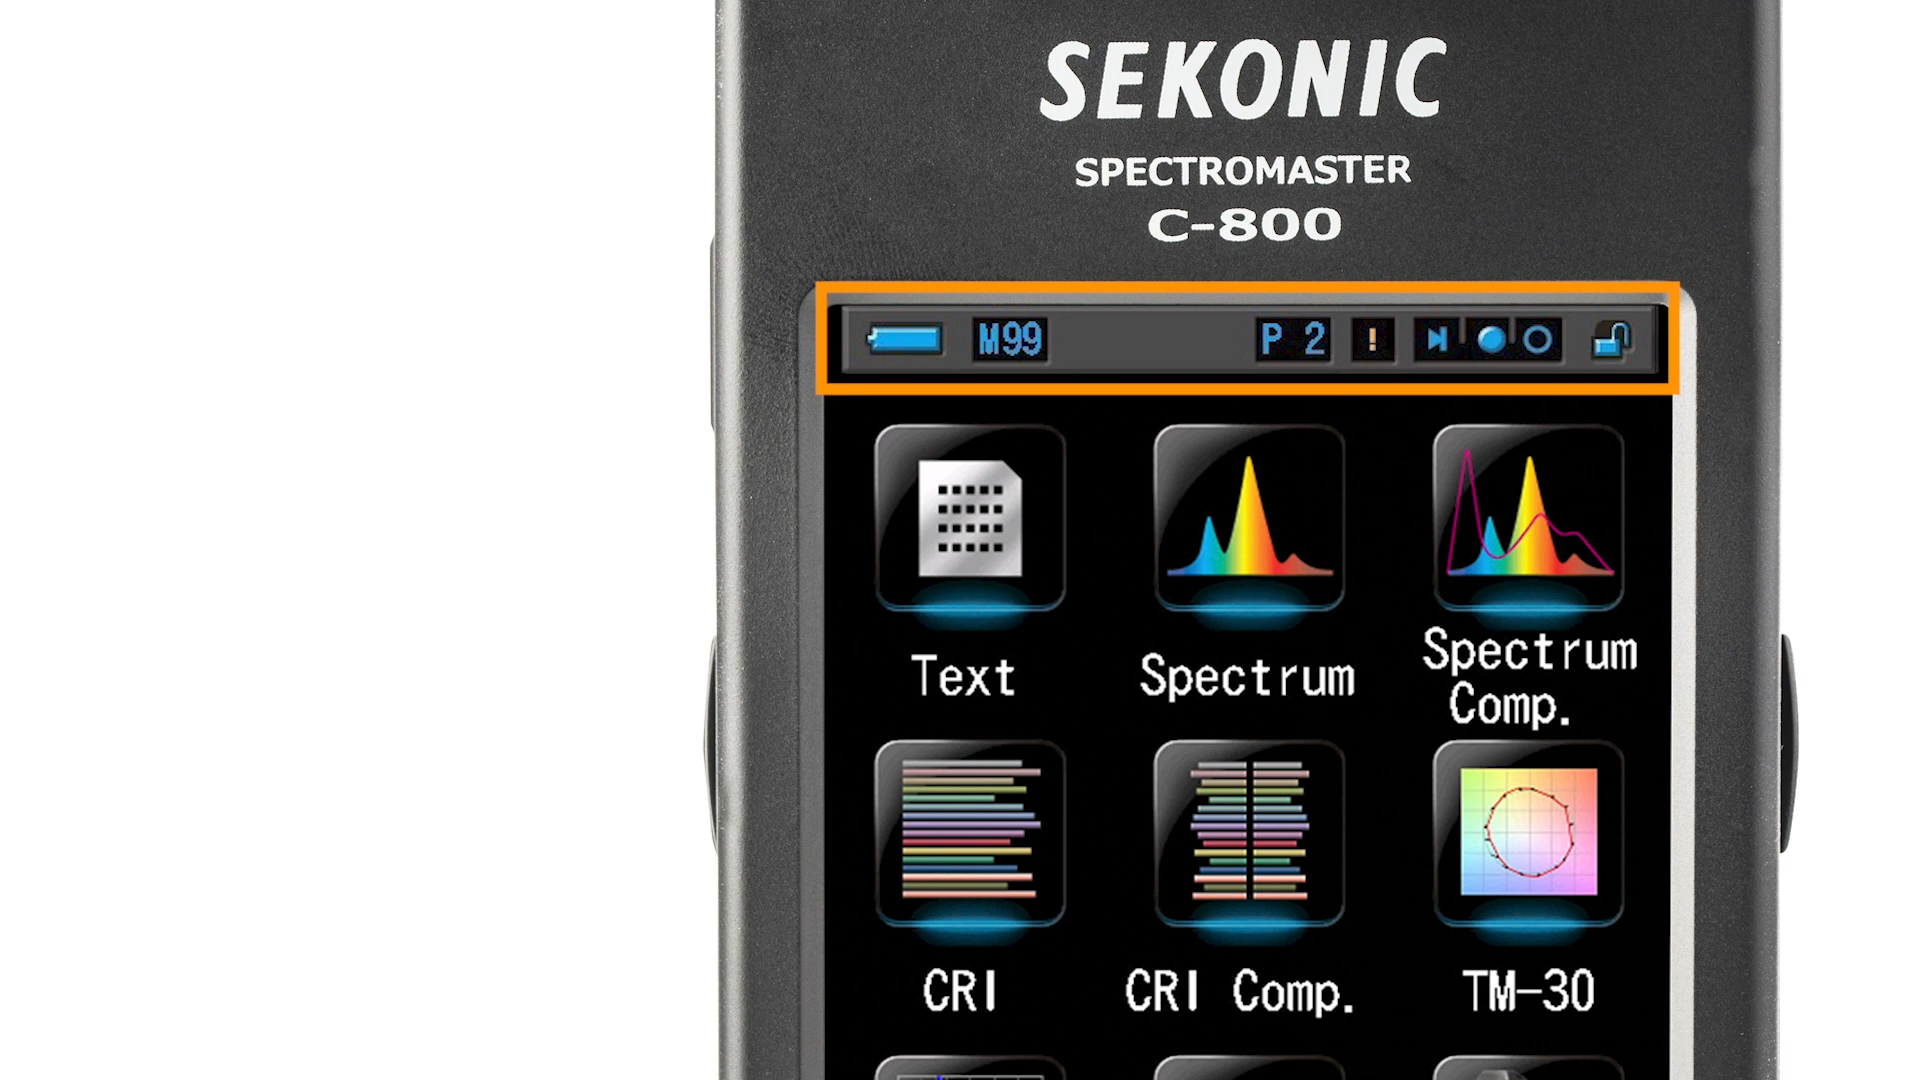 SEKONIC
SPECTROMASTER
C-800
M99 P 2 !
Text
Spectrum
Spectrum
Comp.
CRI
CRI Comp.
TM-30